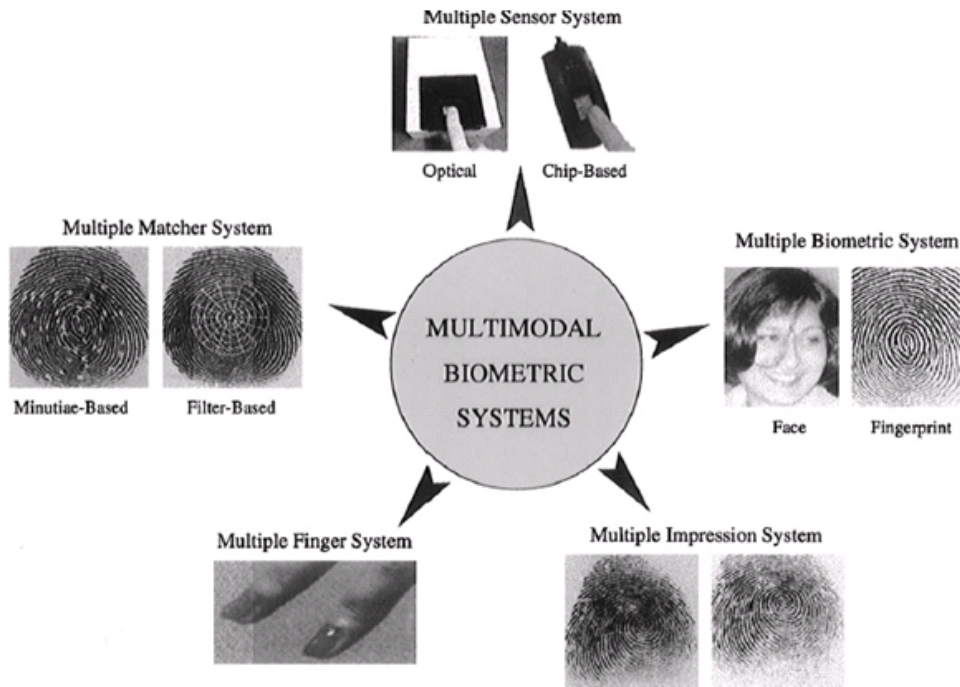 Multiple Sensor System
Optical
Chip-Based
Multiple Matcher System
Minutiae-Based
Filter-Based
Multiple Biometric System
Face
Fingerprint
MULTIMODAL
BIOMETRIC
SYSTEMS
Multiple Finger System
Multiple Impression System